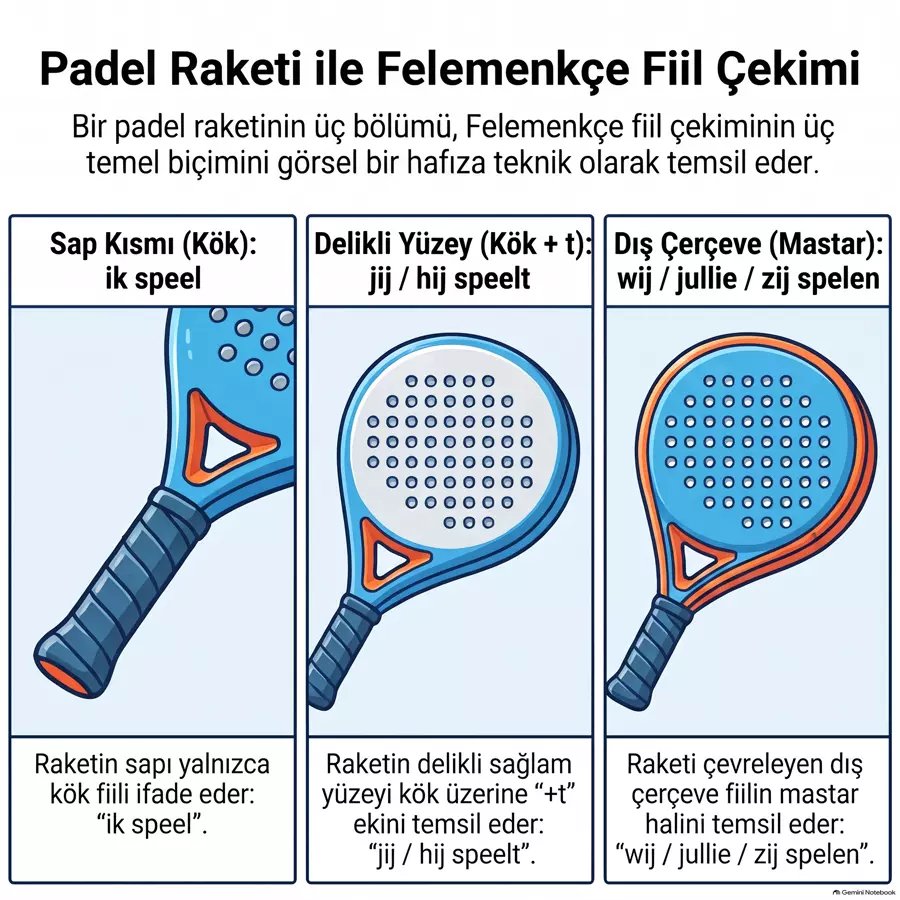 Padel Raketi ile Felemenkçe Fiil Çekimi
Bir padel raketinin üç bölümü, Felemenkçe fiil çekiminin üç
temel biçimini görsel bir hafıza teknik olarak temsil eder.
Sap Kısmı (Kök):
ik speel
Raketin sapı yalnızca
kök fiili ifade eder:
“ik speel”.
Delikli Yüzey (Kök + t):
jij / hij speelt
Raketin delikli sağlam
yüzeyi kök üzerine “+t”
ekini temsil eder:
“jij / hij speelt”.
Dış Çerçeve (Mastar):
wij / jullie / zij spelen
Raketi çevreleyen dış
çerçeve fiilin mastar
halini temsil eder:
“wij / jullie / zij spelen”.
Gemini Notebook